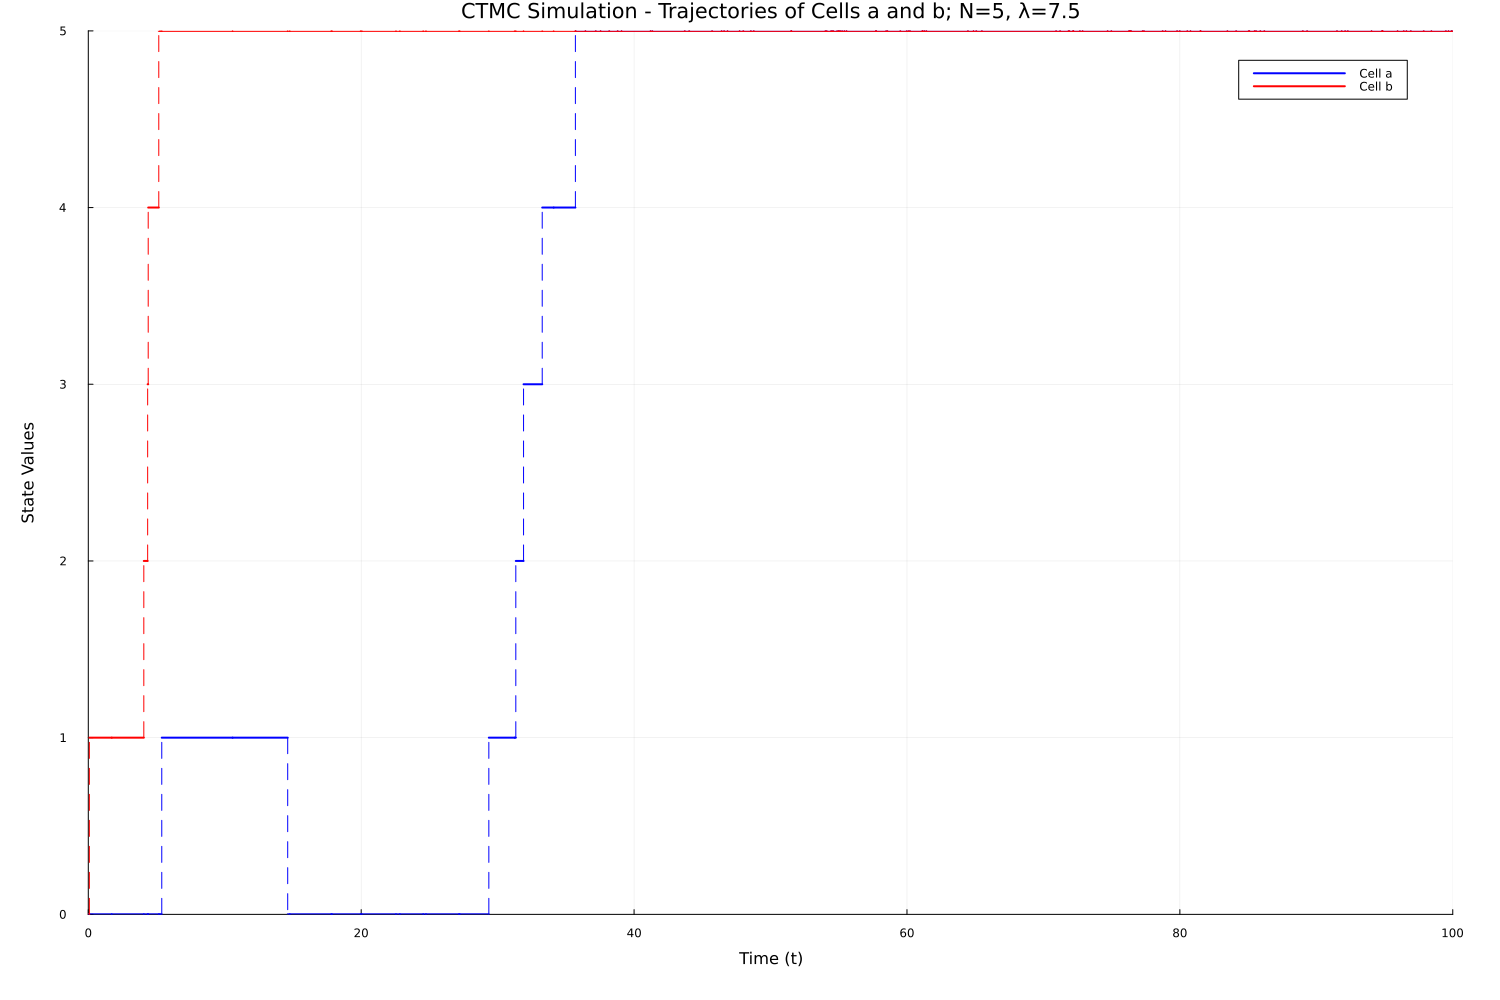 CTMC Simulation - Trajectories of Cells a and b; N=5, λ=7.5
5
Cell a
Cell b
4
3
State Values
2
1
0
0 20 40 60 80 100
Time (t)